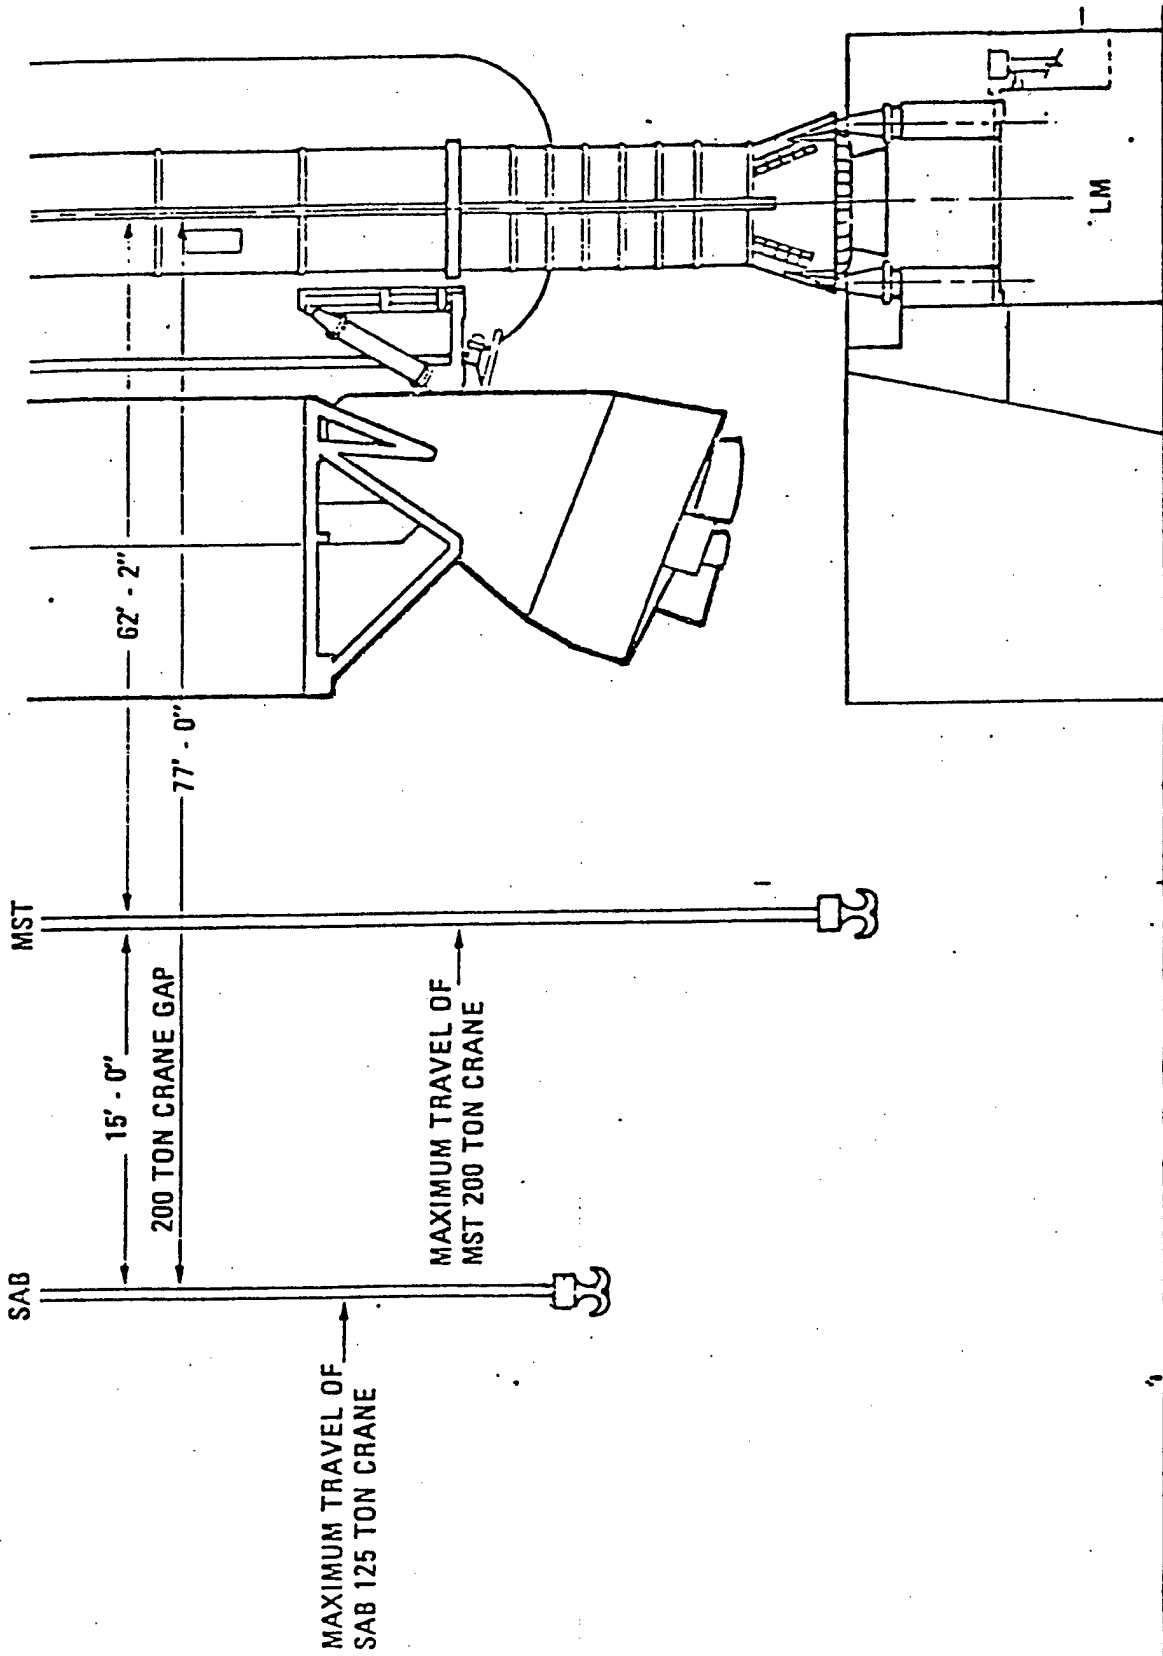 SAB
MST
15' - 0"
62' - 2"
200 TON CRANE GAP
77' - 0"
MAXIMUM TRAVEL OF
SAB 125 TON CRANE
MAXIMUM TRAVEL OF
MST 200 TON CRANE
LM